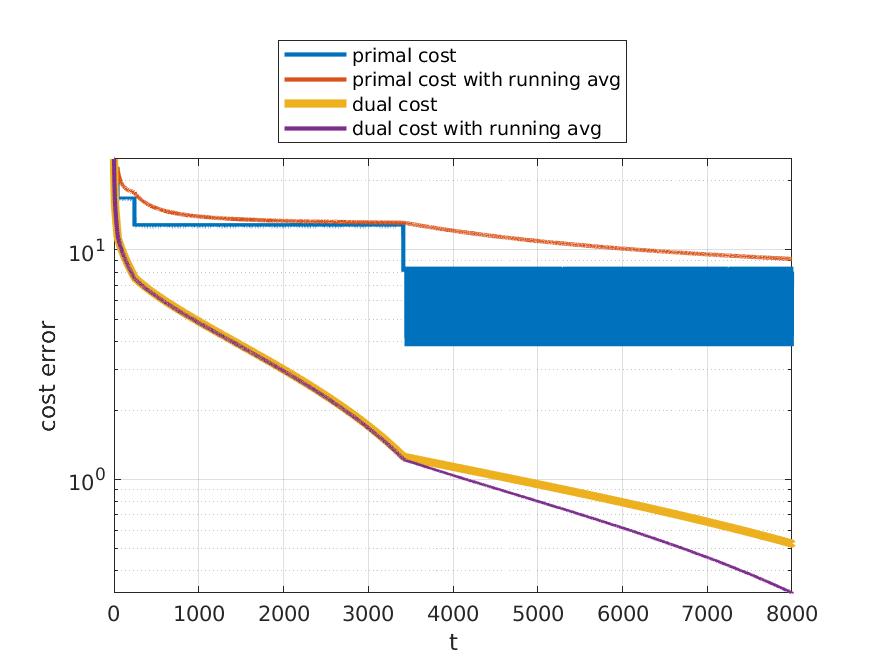 primal cost
primal cost with running avg
dual cost
dual cost with running avg
cost error
10^1
10^0
0 1000 2000 3000 4000 5000 6000 7000 8000
t